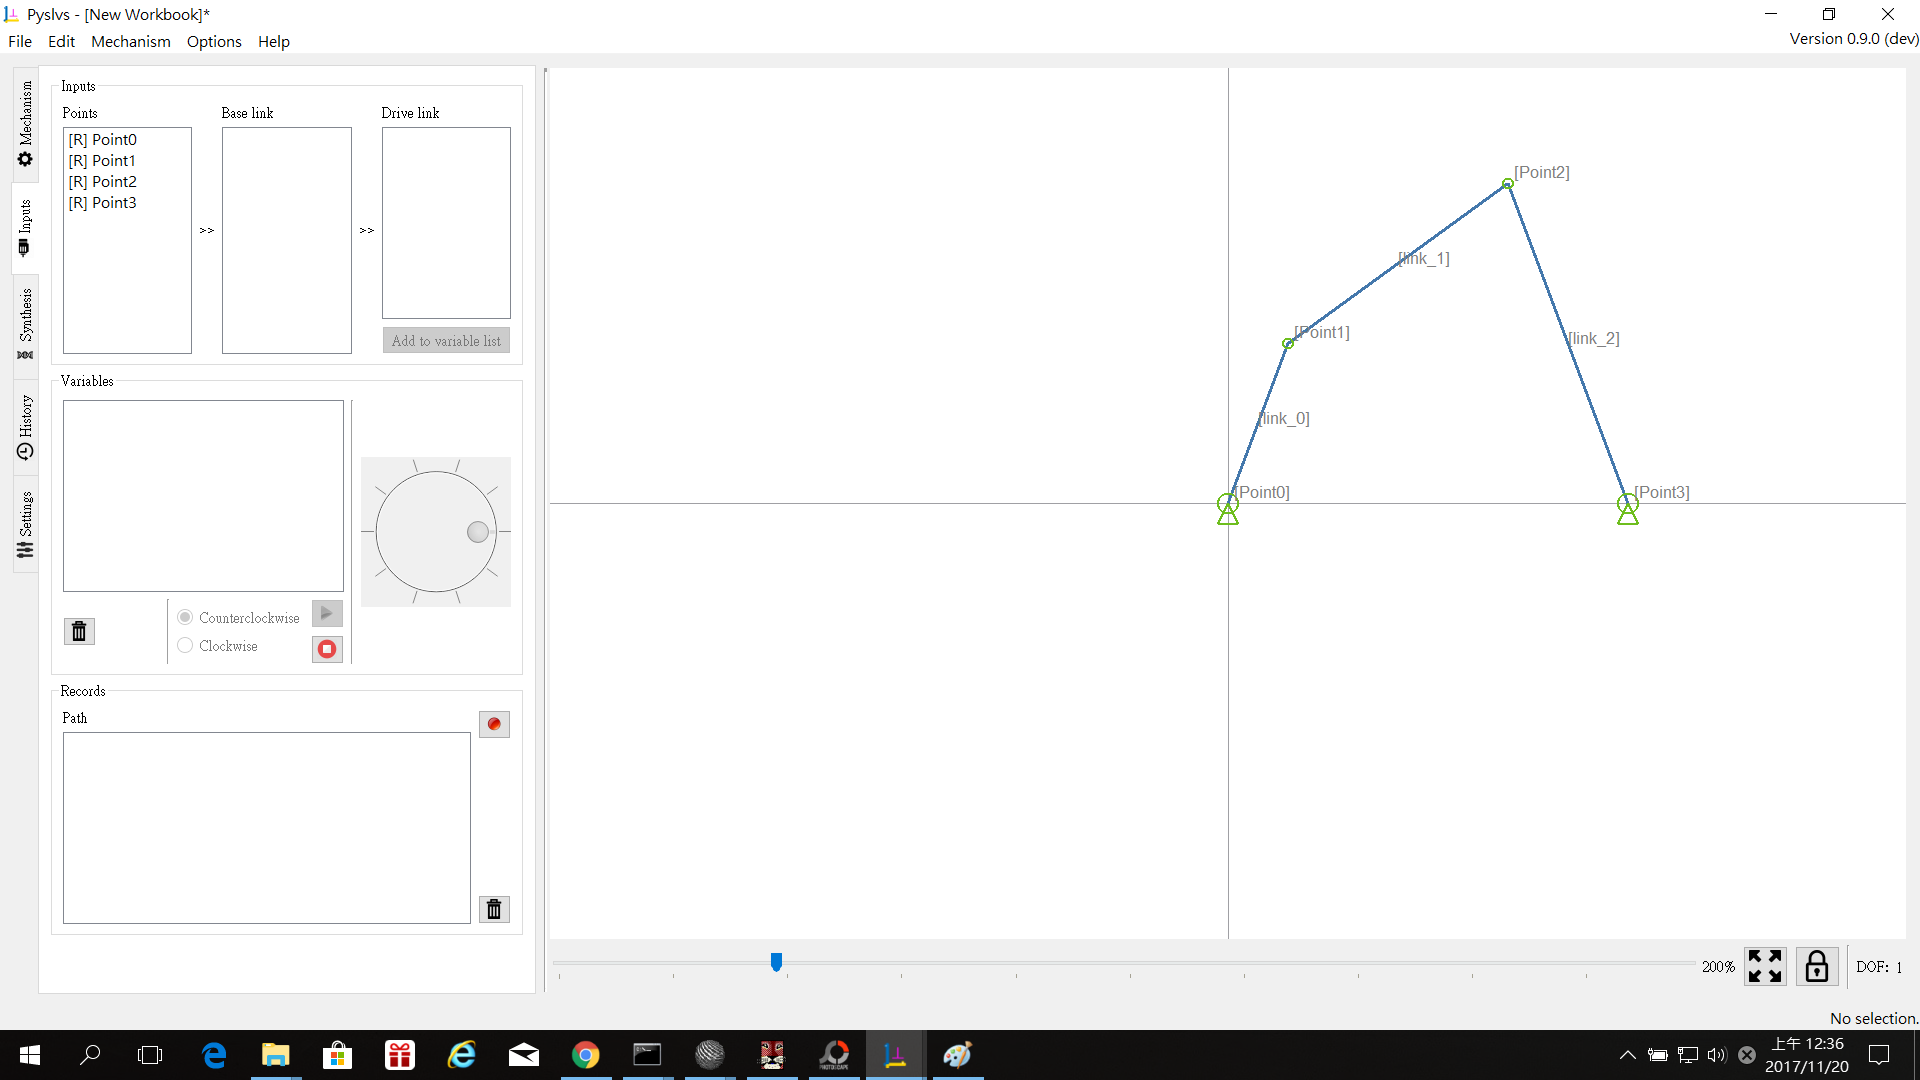 Pyslvs - [New Workbook]*
File Edit Mechanism Options Help
Version 0.9.0 (dev)
Mechanism
Inputs
Synthesis
History
Settings
Inputs
Points Base link Drive link
[R] Point0
[R] Point1
[R] Point2
[R] Point3
>> >>
Add to variable list
Variables
Counterclockwise
Clockwise
Records
Path
[Point2]
[link_1]
[Point1]
[link_2]
[link_0]
[Point0]
[Point3]
200%
DOF: 1
No selection.
PHOTOSCAPE
上午 12:36
2017/11/20